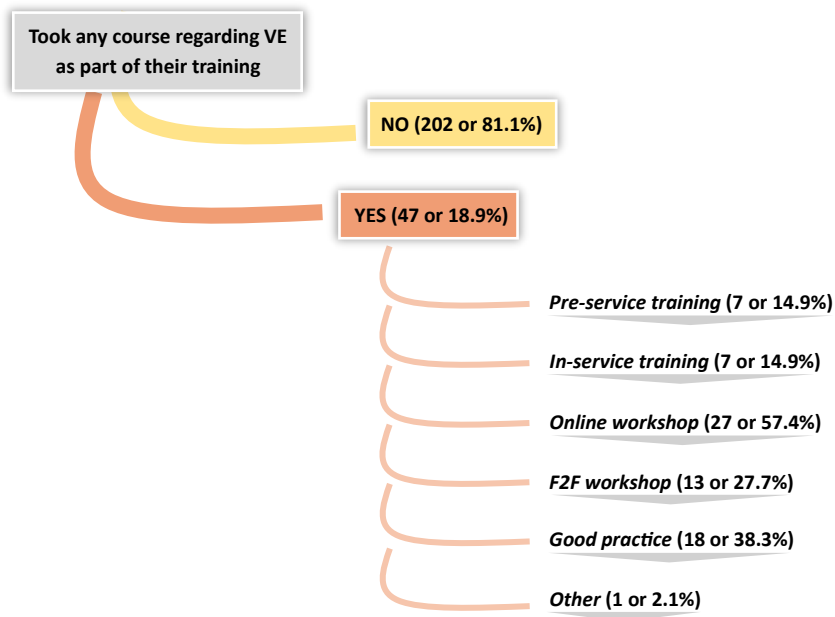 Took any course regarding VE
as part of their training
NO (202 or 81.1%)
YES (47 or 18.9%)
Pre-service training (7 or 14.9%)
In-service training (7 or 14.9%)
Online workshop (27 or 57.4%)
F2F workshop (13 or 27.7%)
Good practice (18 or 38.3%)
Other (1 or 2.1%)